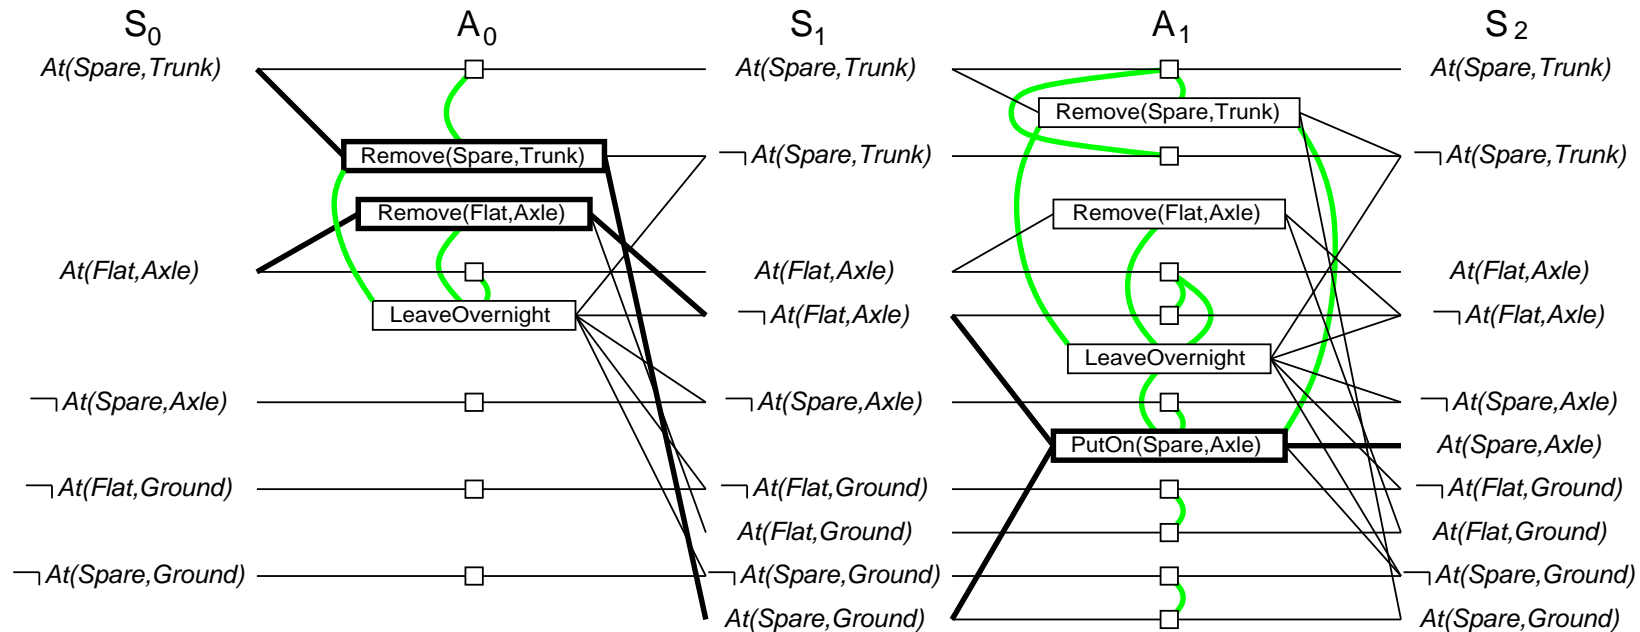 S0 A0 S1 A1 S2
At(Spare,Trunk) At(Spare,Trunk) At(Spare,Trunk)
Remove(Spare,Trunk)
Remove(Spare,Trunk) ¬At(Spare,Trunk) ¬At(Spare,Trunk)
Remove(Flat,Axle) Remove(Flat,Axle)
At(Flat,Axle) At(Flat,Axle) At(Flat,Axle)
LeaveOvernight ¬At(Flat,Axle) ¬At(Flat,Axle)
LeaveOvernight
¬At(Spare,Axle) ¬At(Spare,Axle) ¬At(Spare,Axle)
PutOn(Spare,Axle) At(Spare,Axle)
¬At(Flat,Ground) ¬At(Flat,Ground) ¬At(Flat,Ground)
At(Flat,Ground) At(Flat,Ground)
¬At(Spare,Ground) ¬At(Spare,Ground) ¬At(Spare,Ground)
At(Spare,Ground) At(Spare,Ground)